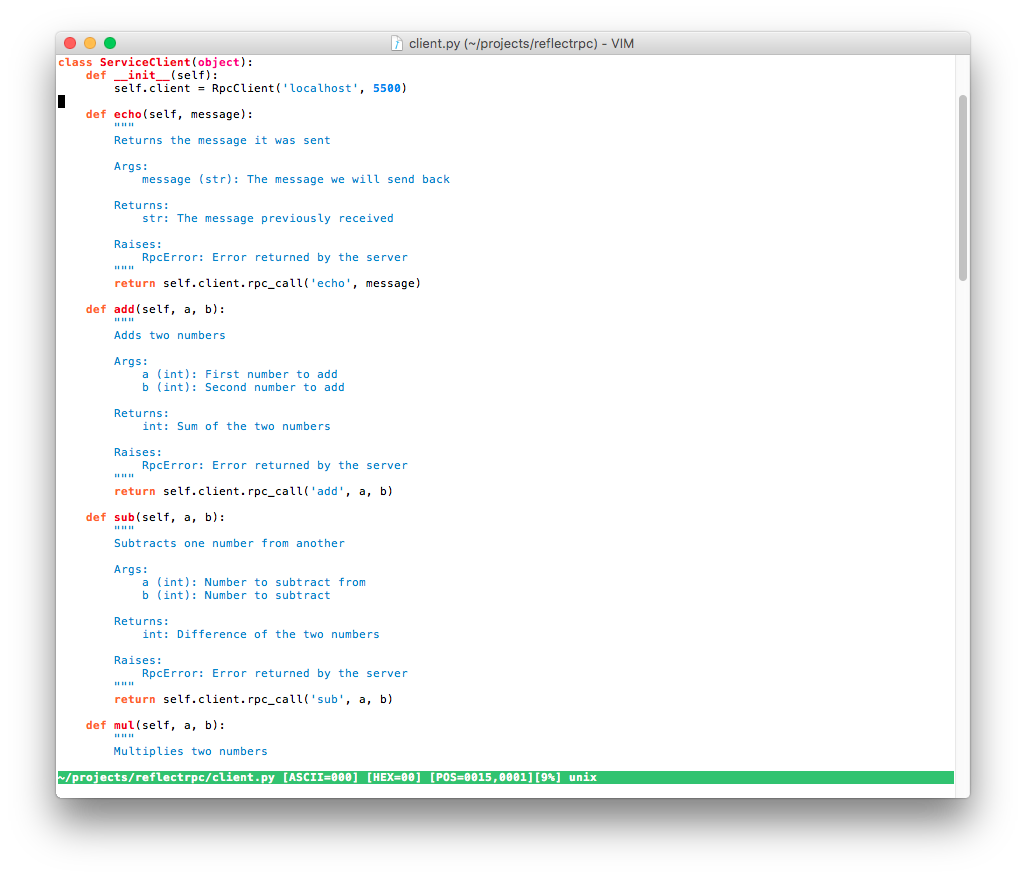 client.py (~/projects/reflectrpc) - VIM
class ServiceClient(object):
    def __init__(self):
        self.client = RpcClient('localhost', 5500)

    def echo(self, message):
        """
        Returns the message it was sent

        Args:
            message (str): The message we will send back

        Returns:
            str: The message previously received

        Raises:
            RpcError: Error returned by the server
        """
        return self.client.rpc_call('echo', message)

    def add(self, a, b):
        """
        Adds two numbers

        Args:
            a (int): First number to add
            b (int): Second number to add

        Returns:
            int: Sum of the two numbers

        Raises:
            RpcError: Error returned by the server
        """
        return self.client.rpc_call('add', a, b)

    def sub(self, a, b):
        """
        Subtracts one number from another

        Args:
            a (int): Number to subtract from
            b (int): Number to subtract

        Returns:
            int: Difference of the two numbers

        Raises:
            RpcError: Error returned by the server
        """
        return self.client.rpc_call('sub', a, b)

    def mul(self, a, b):
        """
        Multiplies two numbers

~/projects/reflectrpc/client.py [ASCII=000] [HEX=00] [POS=0015,0001][9%] unix